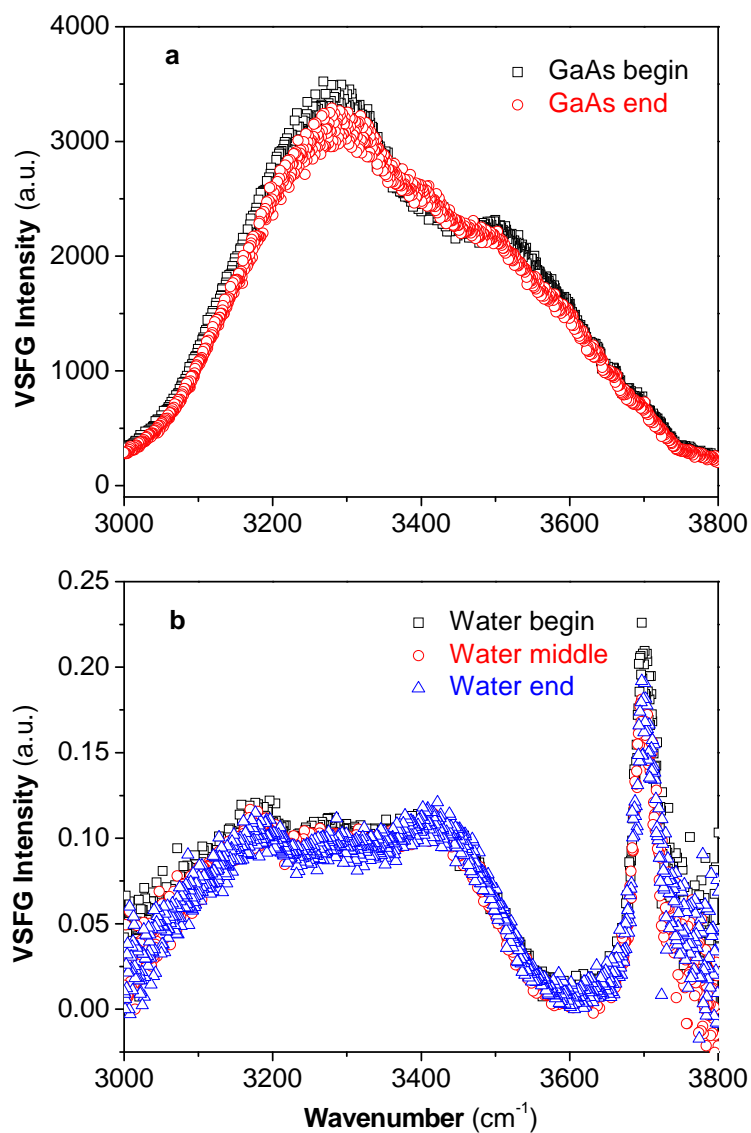 4000
a
GaAs begin
GaAs end
3000
2000
1000
0
VSFG Intensity (a.u.)
3000 3200 3400 3600 3800
0.25
b
Water begin
Water middle
Water end
0.20
0.15
0.10
0.05
0.00
VSFG Intensity (a.u.)
3000 3200 3400 3600 3800
Wavenumber (cm⁻¹)